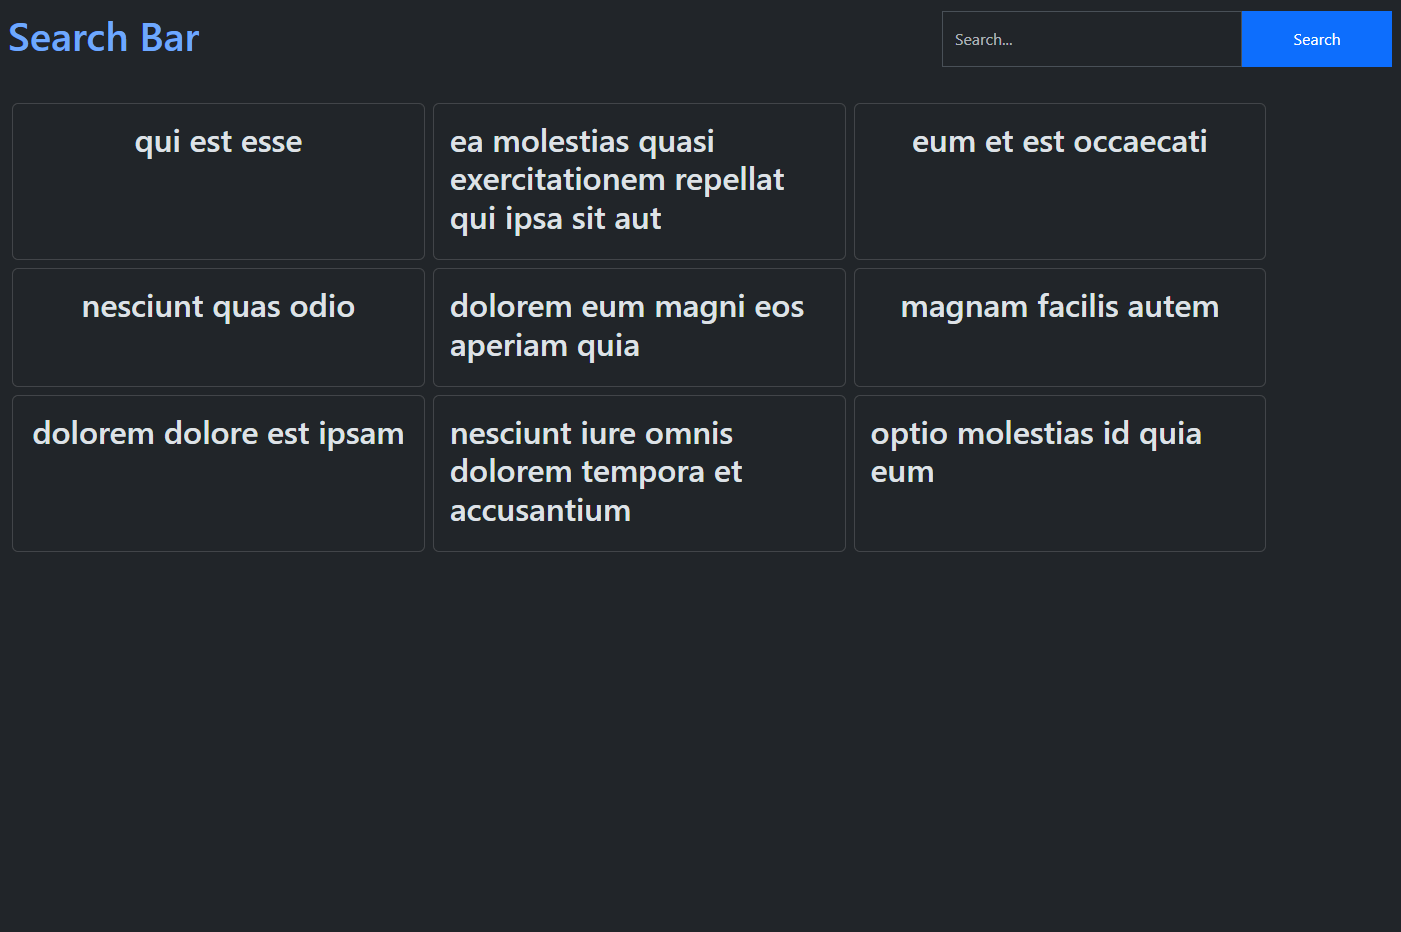 Search Bar
Search...
Search
qui est esse
ea molestias quasi
exercitationem repellat
qui ipsa sit aut
eum et est occaecati
nesciunt quas odio
dolorem eum magni eos
aperiam quia
magnam facilis autem
dolorem dolore est ipsam
nesciunt iure omnis
dolorem tempora et
accusantium
optio molestias id quia
eum